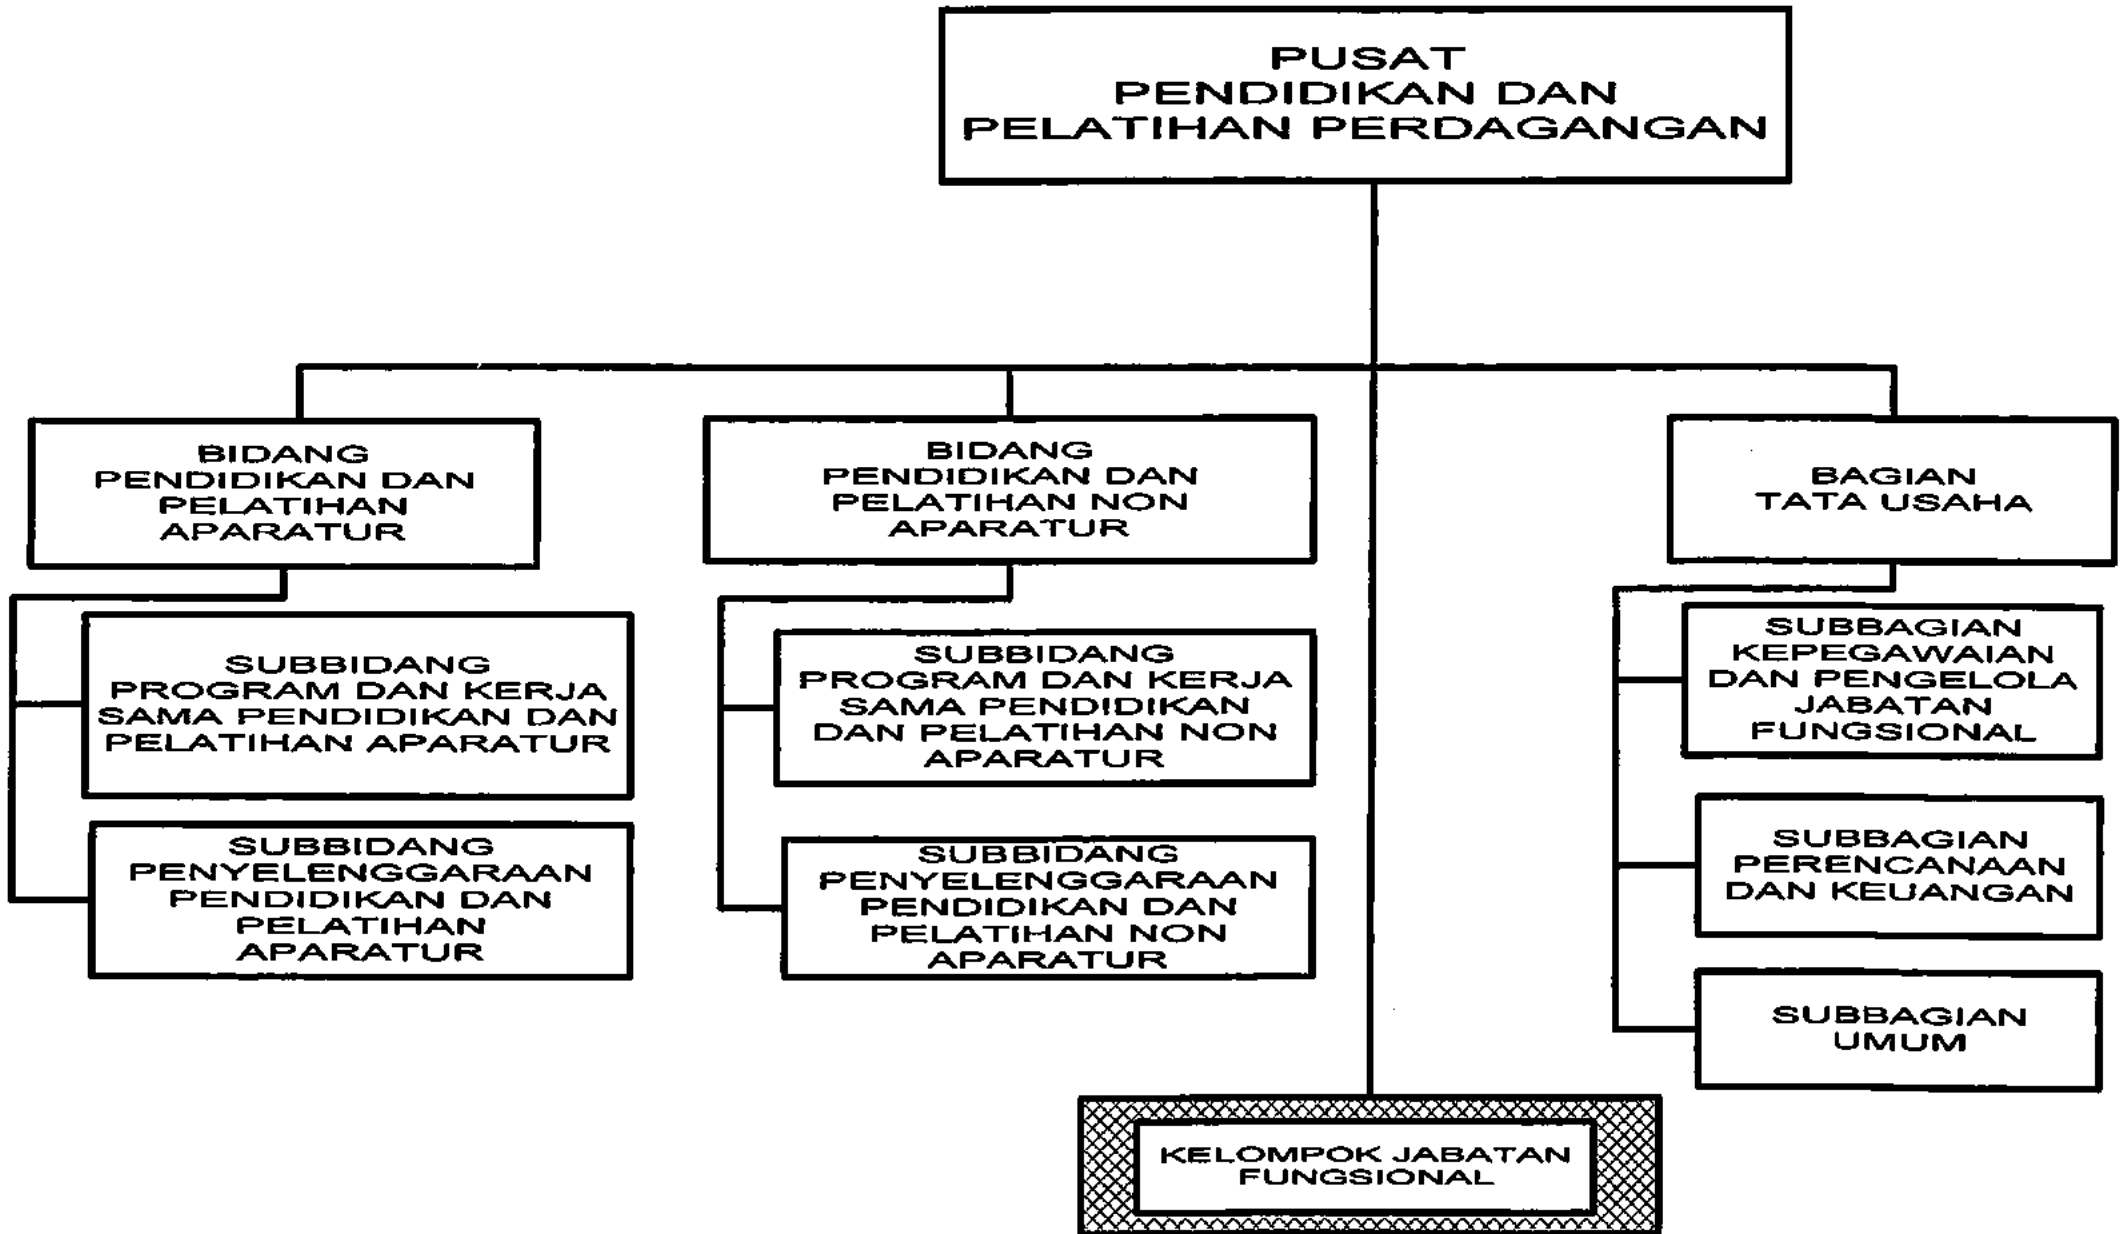 PUSAT
PENDIDIKAN DAN
PELATIHAN PERDAGANGAN
BIDANG
PENDIDIKAN DAN
PELATIHAN
APARATUR
BIDANG
PENDIDIKAN DAN
PELATIHAN NON
APARATUR
BAGIAN
TATA USAHA
SUBBIDANG
PROGRAM DAN KERJA
SAMA PENDIDIKAN DAN
PELATIHAN APARATUR
SUBBIDANG
PROGRAM DAN KERJA
SAMA PENDIDIKAN
DAN PELATIHAN NON
APARATUR
SUBBAGIAN
KEPEGAWAIAN
DAN PENGELOLA
JABATAN
FUNGSIONAL
SUBBIDANG
PENYELENGGARAAN
PENDIDIKAN DAN
PELATIHAN
APARATUR
SUBBIDANG
PENYELENGGARAAN
PENDIDIKAN DAN
PELATIHAN NON
APARATUR
SUBBAGIAN
PERENCANAAN
DAN KEUANGAN
SUBBAGIAN
UMUM
KELOMPOK JABATAN
FUNGSIONAL